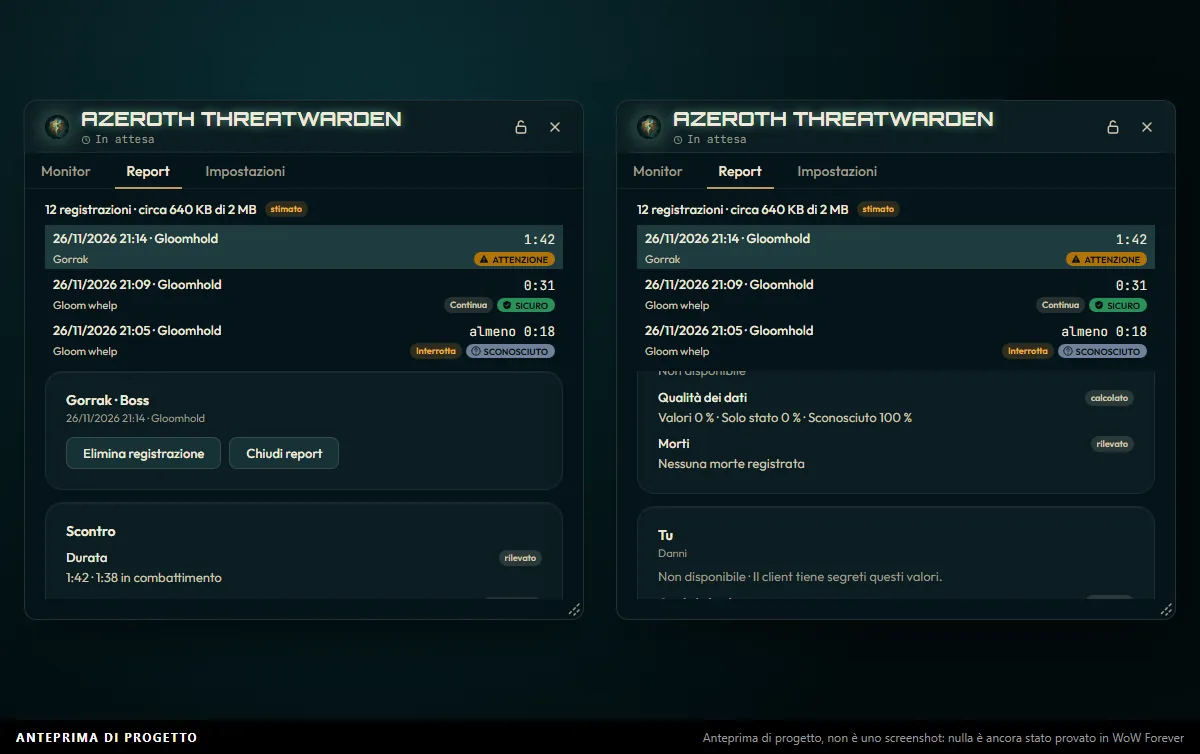 AZEROTH THREATWARDEN
In attesa
Monitor Report Impostazioni
12 registrazioni · circa 640 KB di 2 MB stimato
26/11/2026 21:14 · Gloomhold 1:42
Gorrak ATTENZIONE
26/11/2026 21:09 · Gloomhold 0:31
Gloom whelp Continua SICURO
26/11/2026 21:05 · Gloomhold almeno 0:18
Gloom whelp Interrotta SCONOSCIUTO
Gorrak · Boss
26/11/2026 21:14 · Gloomhold
Elimina registrazione Chiudi report
Scontro
Durata rilevato
1:42 · 1:38 in combattimento
AZEROTH THREATWARDEN
In attesa
Monitor Report Impostazioni
12 registrazioni · circa 640 KB di 2 MB stimato
26/11/2026 21:14 · Gloomhold 1:42
Gorrak ATTENZIONE
26/11/2026 21:09 · Gloomhold 0:31
Gloom whelp Continua SICURO
26/11/2026 21:05 · Gloomhold almeno 0:18
Gloom whelp Interrotta SCONOSCIUTO
Non disponibile
Qualità dei dati calcolato
Valori 0 % · Solo stato 0 % · Sconosciuto 100 %
Morti rilevato
Nessuna morte registrata
Tu
Danni
Non disponibile · Il client tiene segreti questi valori.
ANTEPRIMA DI PROGETTO
Anteprima di progetto, non è uno screenshot: nulla è ancora stato provato in WoW Forever